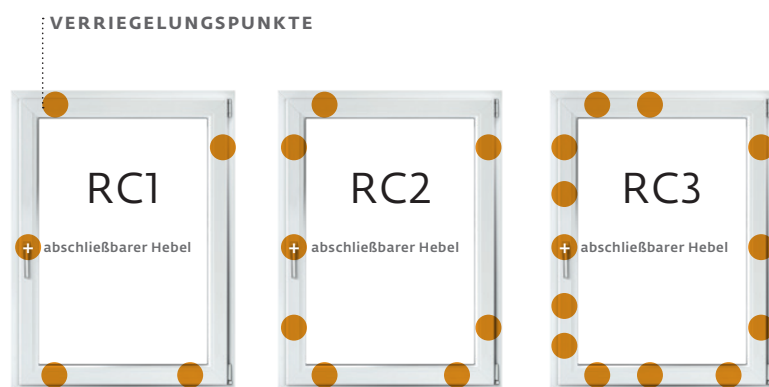 VERRIEGELUNGSPUNKTE
RC1
abschließbarer Hebel
RC2
abschließbarer Hebel
RC3
abschließbarer Hebel